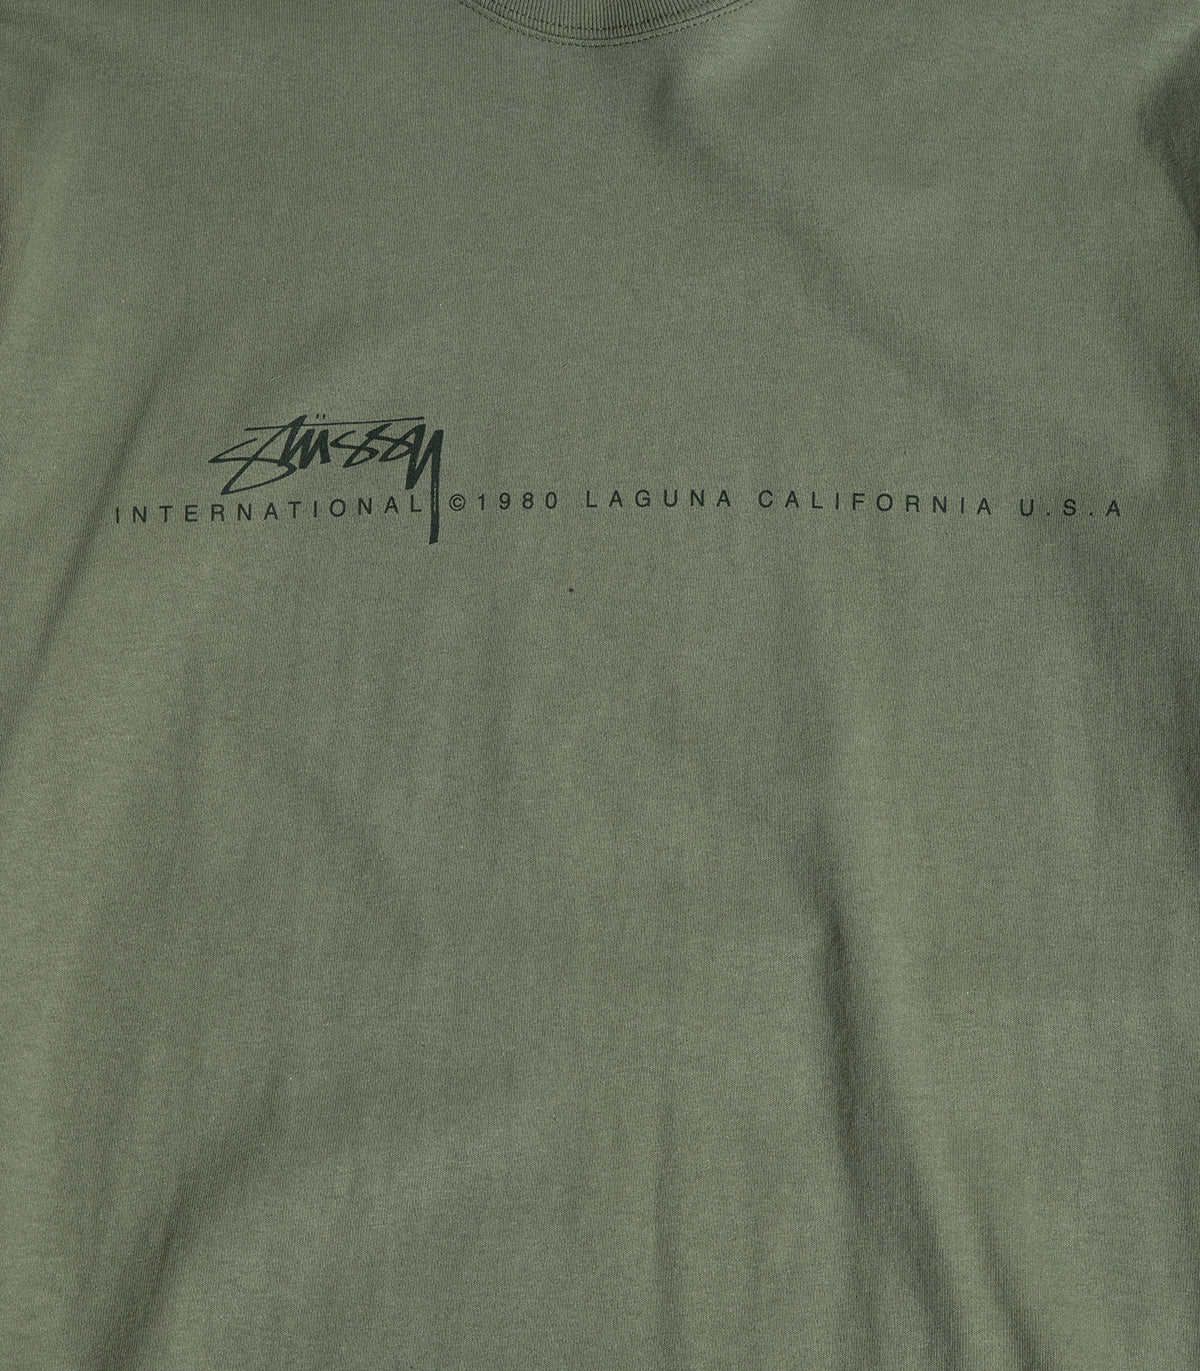 Stüssy
INTERNATIONAL ©1980 LAGUNA CALIFORNIA U.S.A